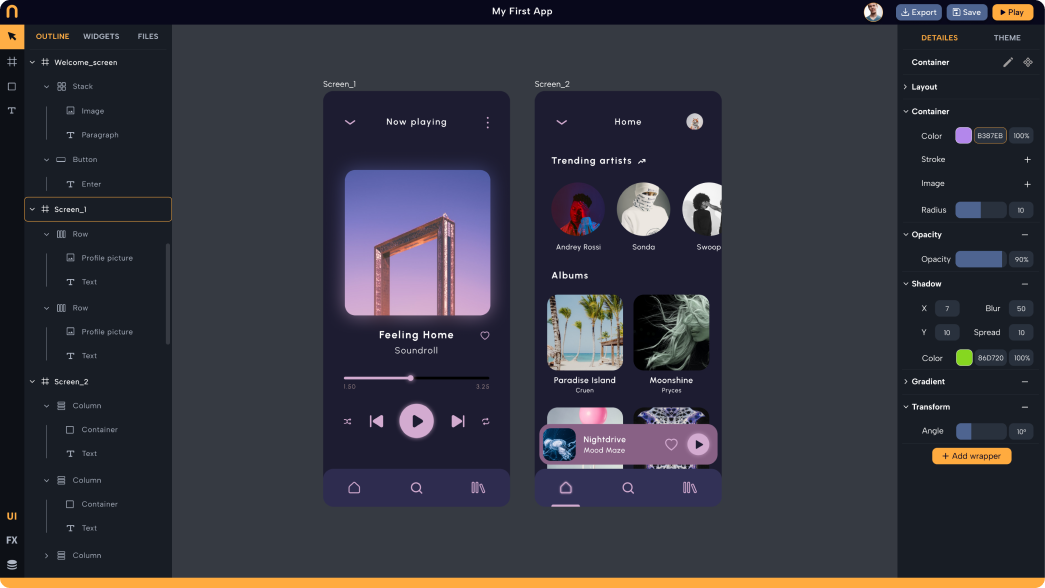 My First App
Export
Save
Play
OUTLINE
WIDGETS
FILES
Welcome_screen
Stack
Image
Paragraph
Button
Enter
Screen_1
Row
Profile picture
Text
Row
Profile picture
Text
Screen_2
Column
Container
Text
Column
Container
Text
Column
UI
FX
Screen_1
Now playing
Feeling Home
Soundroll
1.50
3.25
Screen_2
Home
Trending artists
Andrey Rossi
Sonda
Swoop
Albums
Paradise Island
Cruen
Moonshine
Pryces
Nightdrive
Mood Maze
DETAILES
THEME
Container
Layout
Container
Color
B387EB
100%
Stroke
Image
Radius
10
Opacity
Opacity
90%
Shadow
X
7
Blur
50
Y
10
Spread
10
Color
86D720
100%
Gradient
Transform
Angle
10°
+ Add wrapper